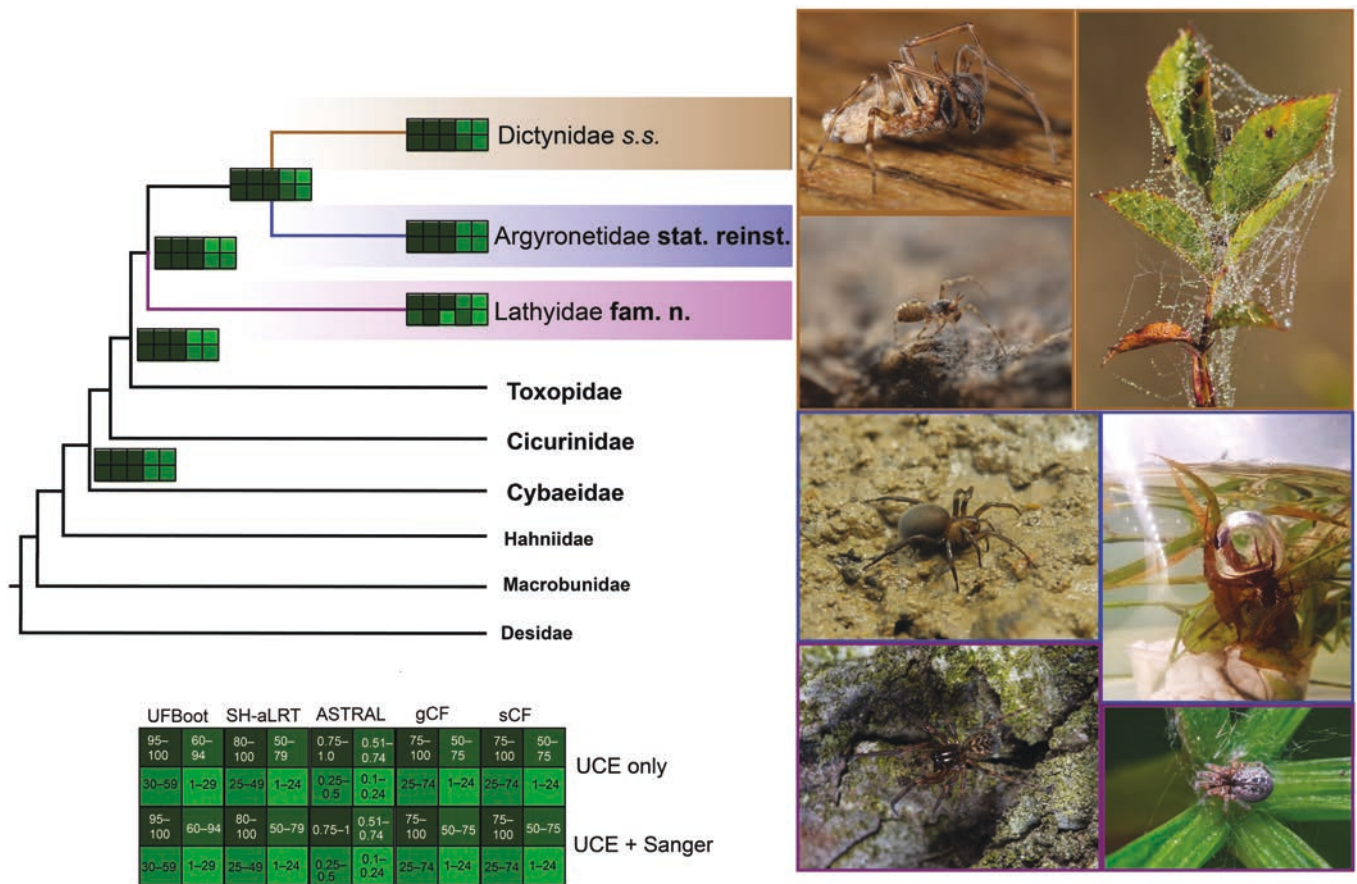 Dictynidae s.s.
Argyronetidae stat. reinst.
Lathyidae fam. n.
Toxopidae
Cicurinidae
Cybaeidae
Hahniidae
Macrobunidae
Desidae
UFBoot SH-aLRT ASTRAL gCF sCF
95–100 60–94 80–100 50–79 0.75–1.0 0.51–0.74 75–100 50–75 75–100 50–75
UCE only
30–59 1–29 25–49 1–24 0.25–0.5 0.1–0.24 25–74 1–24 25–74 1–24
95–100 60–94 80–100 50–79 0.75–1 0.51–0.74 75–100 50–75 75–100 50–75
UCE + Sanger
30–59 1–29 25–49 1–24 0.25–0.5 0.1–0.24 25–74 1–24 25–74 1–24